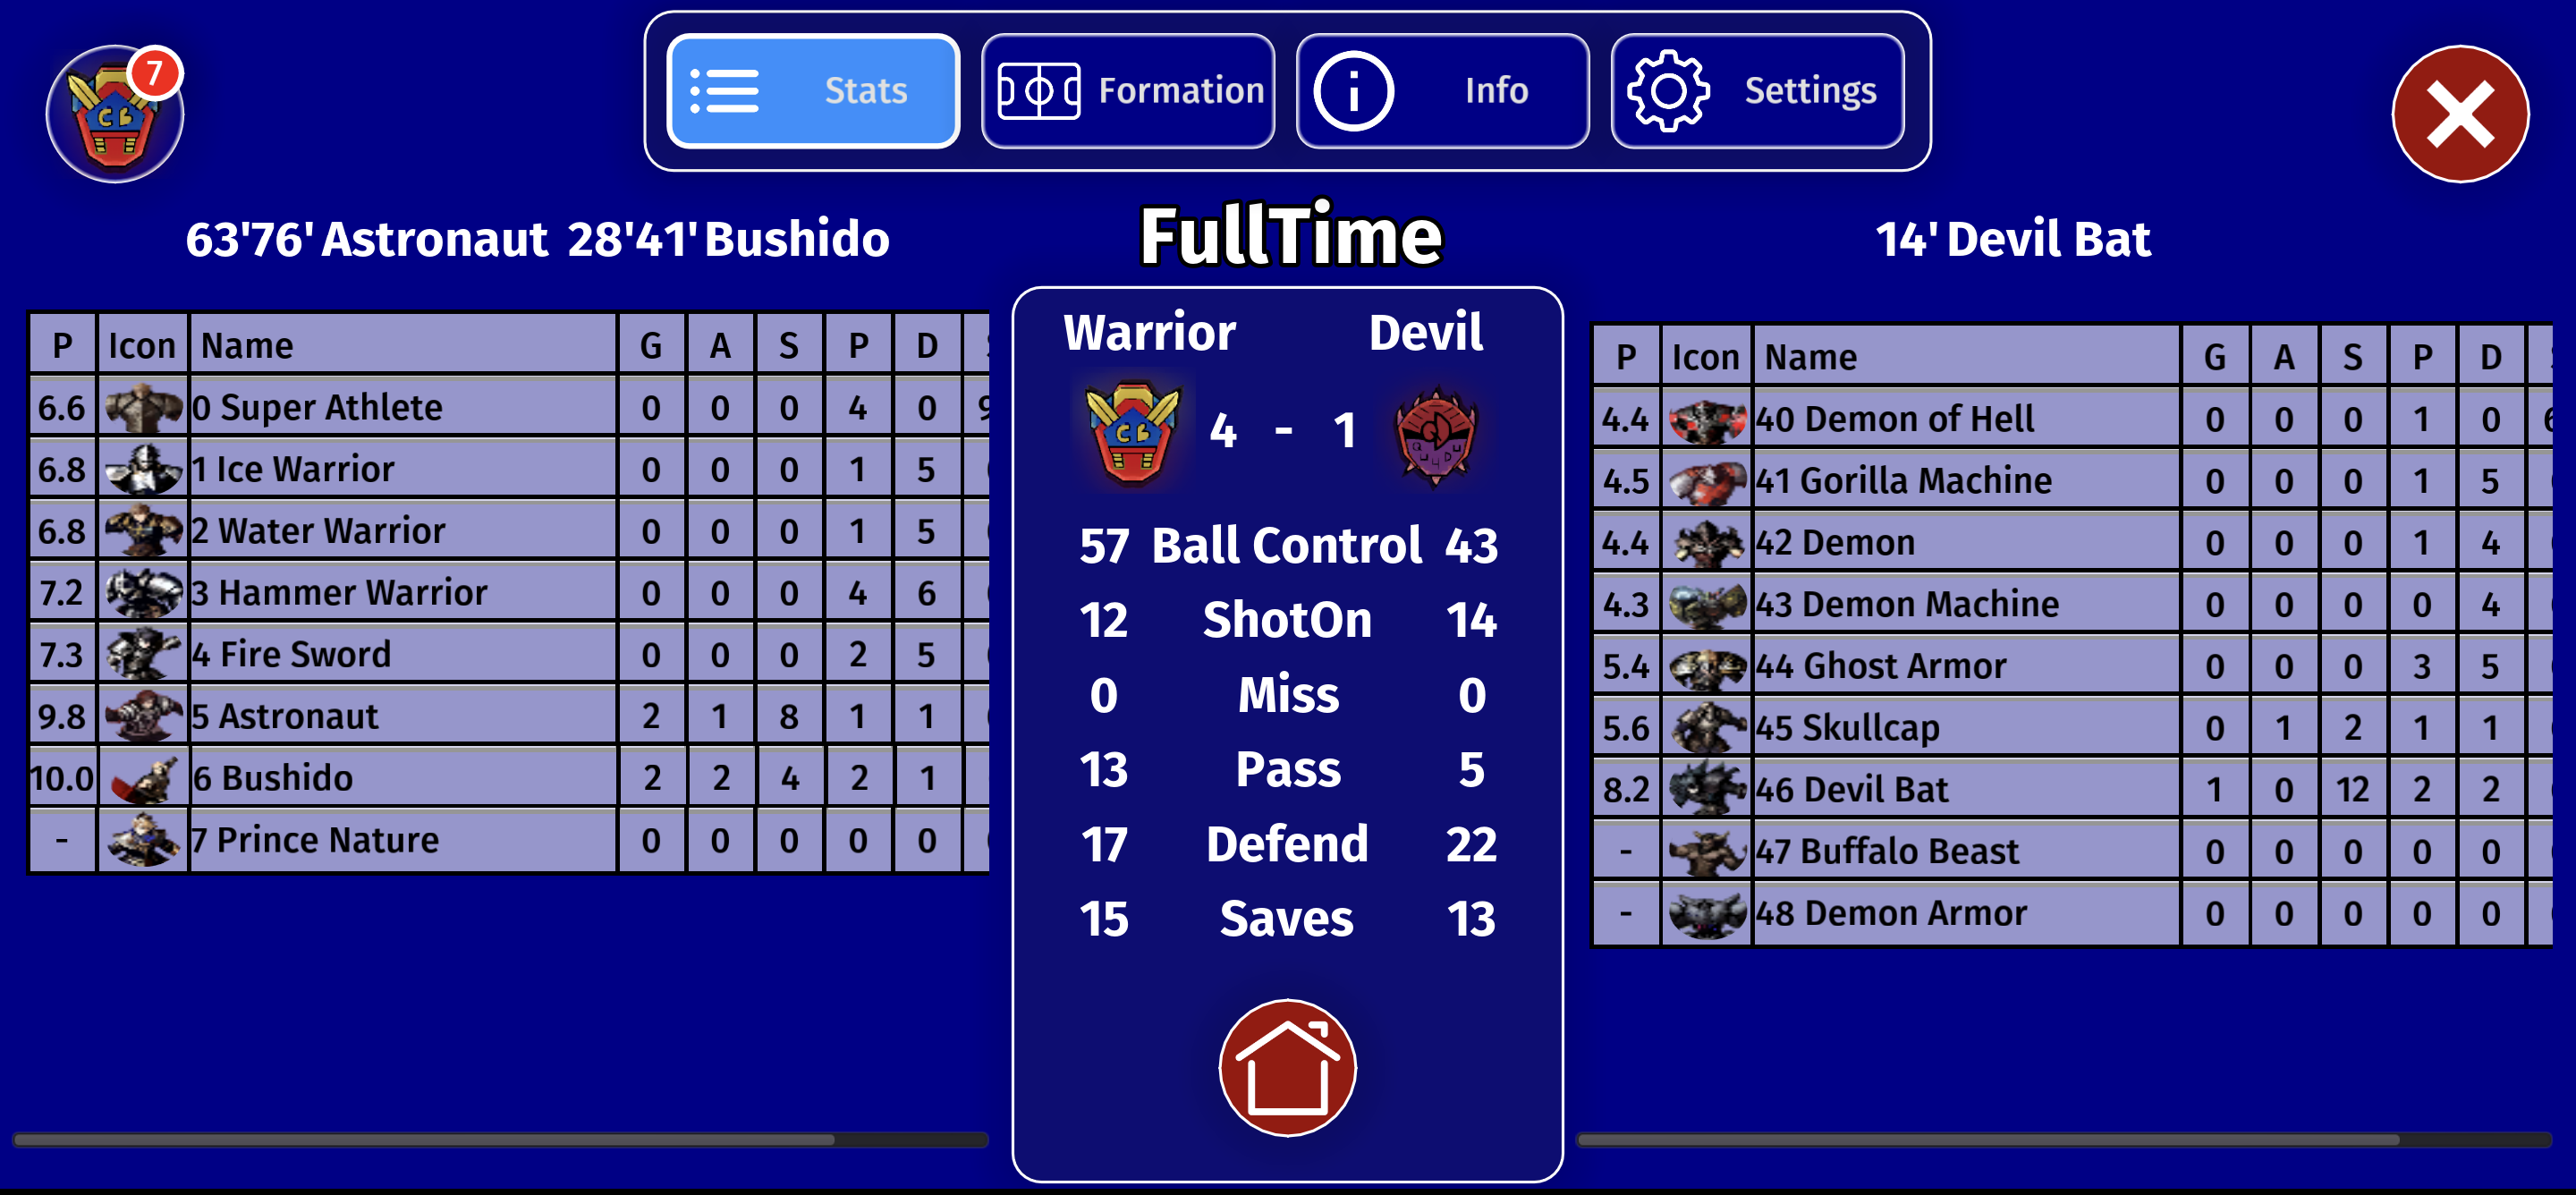 7
Stats
Formation
Info
Settings
63'76' Astronaut 28'41' Bushido
FullTime
14' Devil Bat
P Icon Name G A S P D
6.6 0 Super Athlete 0 0 0 4 0
6.8 1 Ice Warrior 0 0 0 1 5
6.8 2 Water Warrior 0 0 0 1 5
7.2 3 Hammer Warrior 0 0 0 4 6
7.3 4 Fire Sword 0 0 0 2 5
9.8 5 Astronaut 2 1 8 1 1
10.0 6 Bushido 2 2 4 2 1
- 7 Prince Nature 0 0 0 0 0
Warrior Devil
CB
4 - 1
57 Ball Control 43
12 ShotOn 14
0 Miss 0
13 Pass 5
17 Defend 22
15 Saves 13
P Icon Name G A S P D
4.4 40 Demon of Hell 0 0 0 1 0
4.5 41 Gorilla Machine 0 0 0 1 5
4.4 42 Demon 0 0 0 1 4
4.3 43 Demon Machine 0 0 0 0 4
5.4 44 Ghost Armor 0 0 0 3 5
5.6 45 Skullcap 0 1 2 1 1
8.2 46 Devil Bat 1 0 12 2 2
- 47 Buffalo Beast 0 0 0 0 0
- 48 Demon Armor 0 0 0 0 0